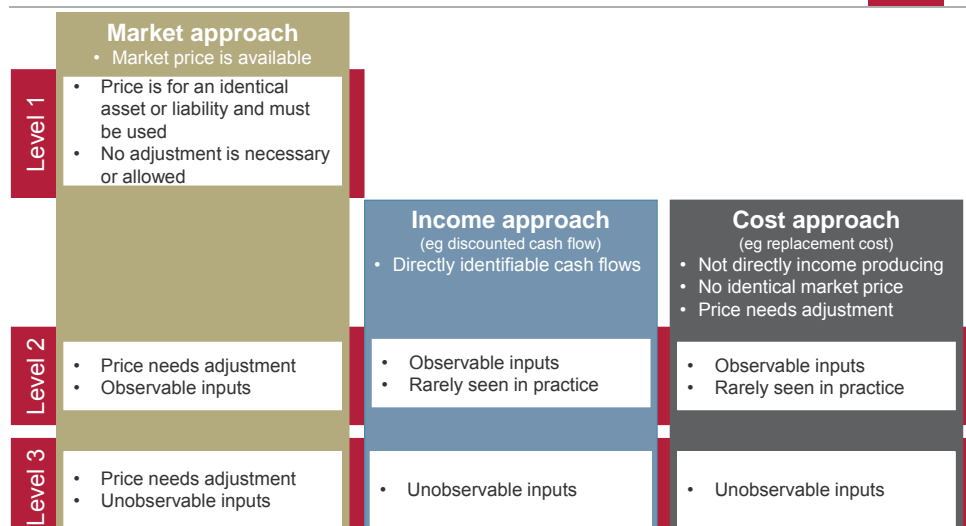 Market approach
• Market price is available
Level 1
• Price is for an identical
asset or liability and must
be used
• No adjustment is necessary
or allowed
Income approach
(eg discounted cash flow)
• Directly identifiable cash flows
Cost approach
(eg replacement cost)
• Not directly income producing
• No identical market price
• Price needs adjustment
Level 2
• Price needs adjustment
• Observable inputs
• Observable inputs
• Rarely seen in practice
• Observable inputs
• Rarely seen in practice
Level 3
• Price needs adjustment
• Unobservable inputs
• Unobservable inputs
• Unobservable inputs